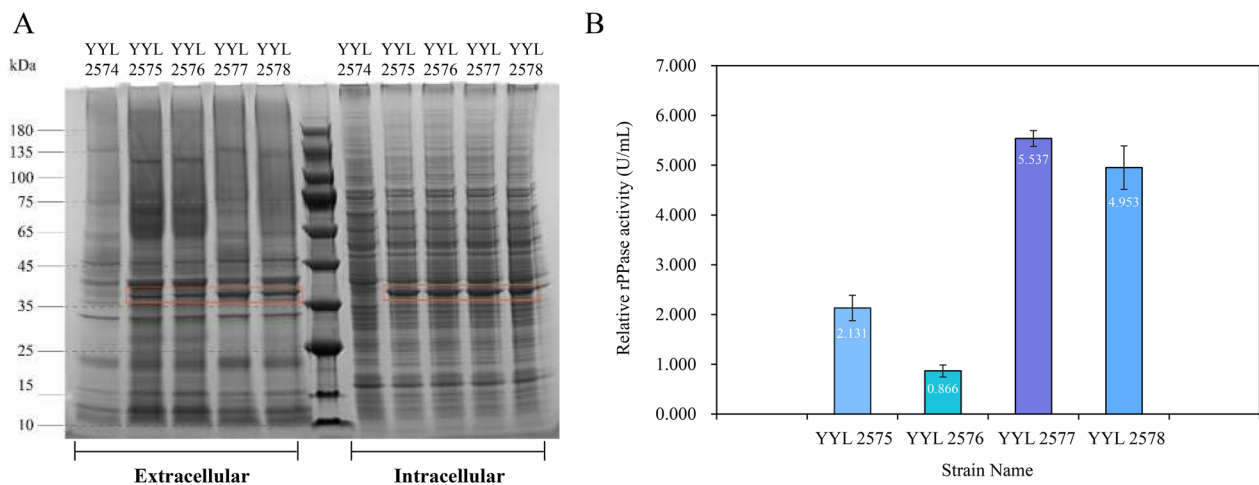 A
B
YYL YYL YYL YYL YYL
2574 2575 2576 2577 2578
YYL YYL YYL YYL YYL
2574 2575 2576 2577 2578
kDa
180
135
100
75
65
45
35
25
15
10
Extracellular
Intracellular
Relative rPPase activity (U/mL)
7.000
6.000
5.000
4.000
3.000
2.000
1.000
0.000
2.131
0.866
5.537
4.953
YYL 2575
YYL 2576
YYL 2577
YYL 2578
Strain Name